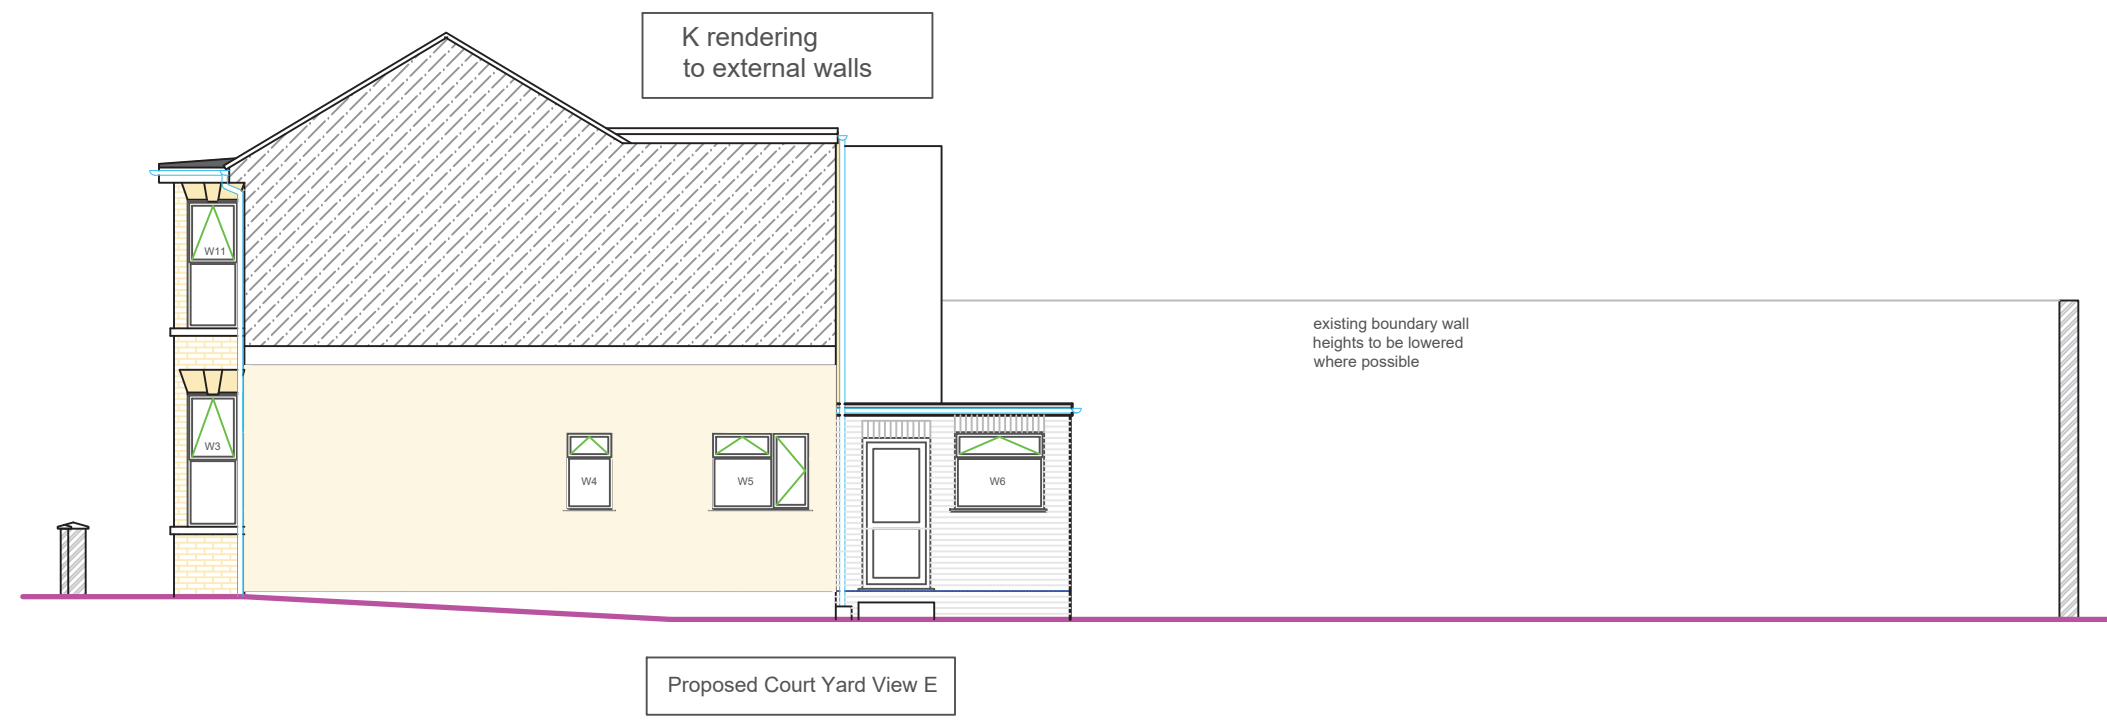 K rendering
to external walls
W11
existing boundary wall
heights to be lowered
where possible
W3
W4
W5
W6
Proposed Court Yard View E